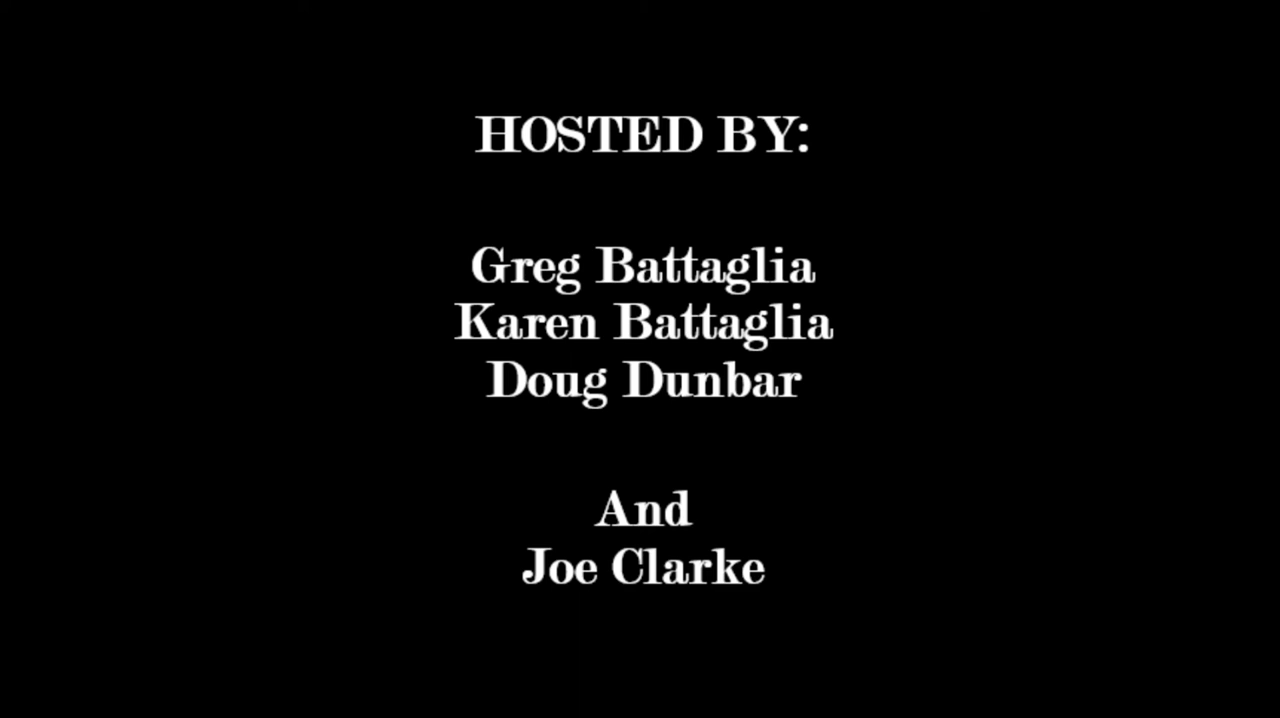 HOSTED BY:
Greg Battaglia
Karen Battaglia
Doug Dunbar
And
Joe Clarke